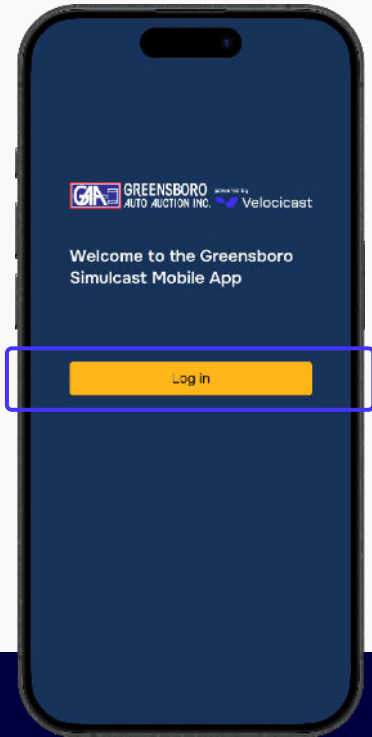 GAA GREENSBORO
AUTO AUCTION INC.
powered by
Velocicast
Welcome to the Greensboro
Simulcast Mobile App
Log in